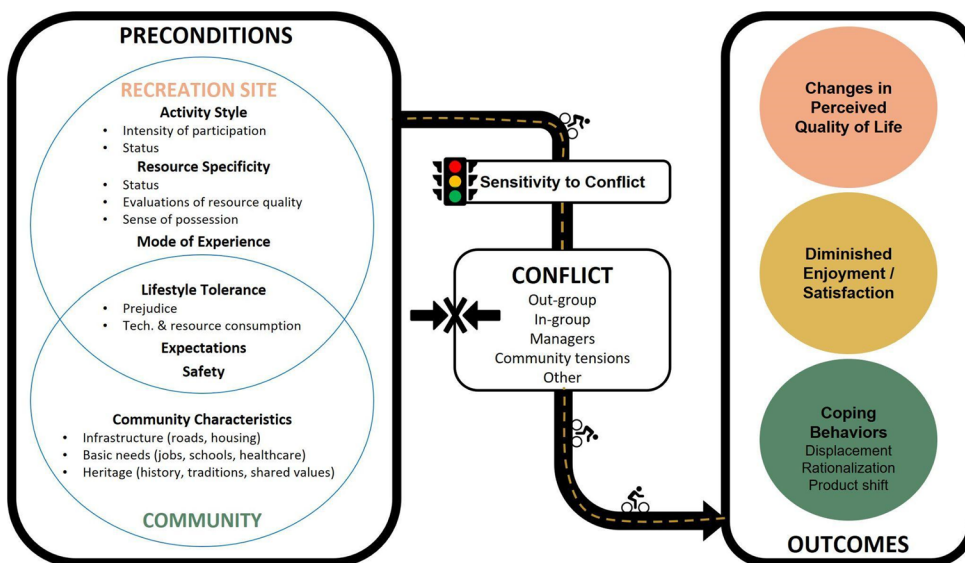 PRECONDITIONS
RECREATION SITE
Activity Style
• Intensity of participation
• Status
Resource Specificity
• Status
• Evaluations of resource quality
• Sense of possession
Mode of Experience
Lifestyle Tolerance
• Prejudice
• Tech. & resource consumption
Expectations
Safety
Community Characteristics
• Infrastructure (roads, housing)
• Basic needs (jobs, schools, healthcare)
• Heritage (history, traditions, shared values)
COMMUNITY
Sensitivity to Conflict
CONFLICT
Out-group
In-group
Managers
Community tensions
Other
Changes in
Perceived
Quality of Life
Diminished
Enjoyment /
Satisfaction
Coping
Behaviors
Displacement
Rationalization
Product shift
OUTCOMES